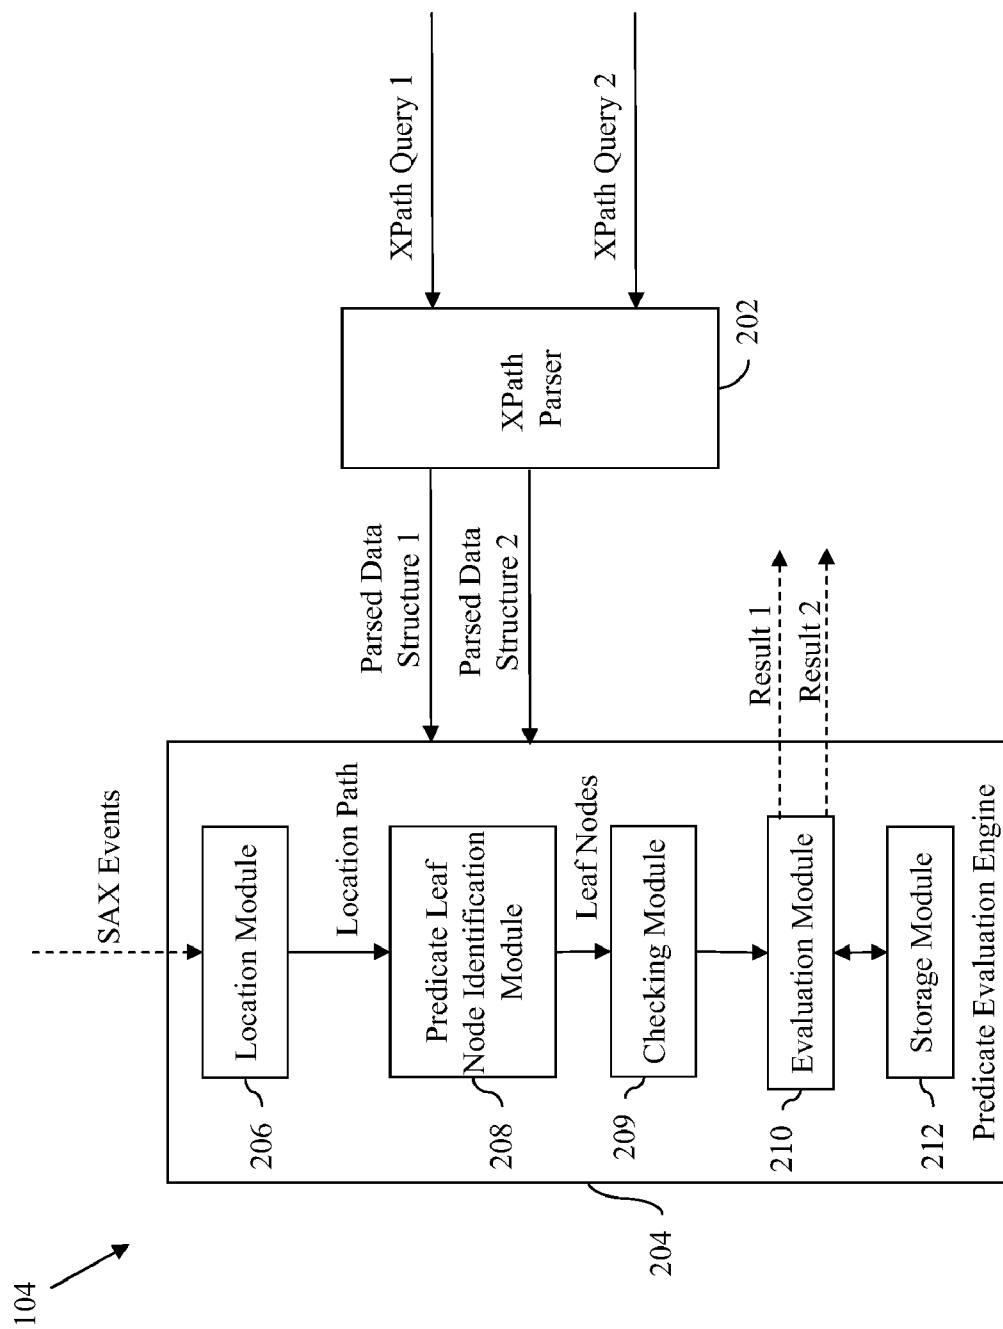 104
XPath Query 1
XPath Query 2
XPath
Parser
202
Parsed Data
Structure 1
Parsed Data
Structure 2
SAX Events
Location Module
206
Location Path
Predicate Leaf
Node Identification
Module
208
Leaf Nodes
Checking Module
209
Evaluation Module
210
Result 1
Result 2
Storage Module
212
Predicate Evaluation Engine
204